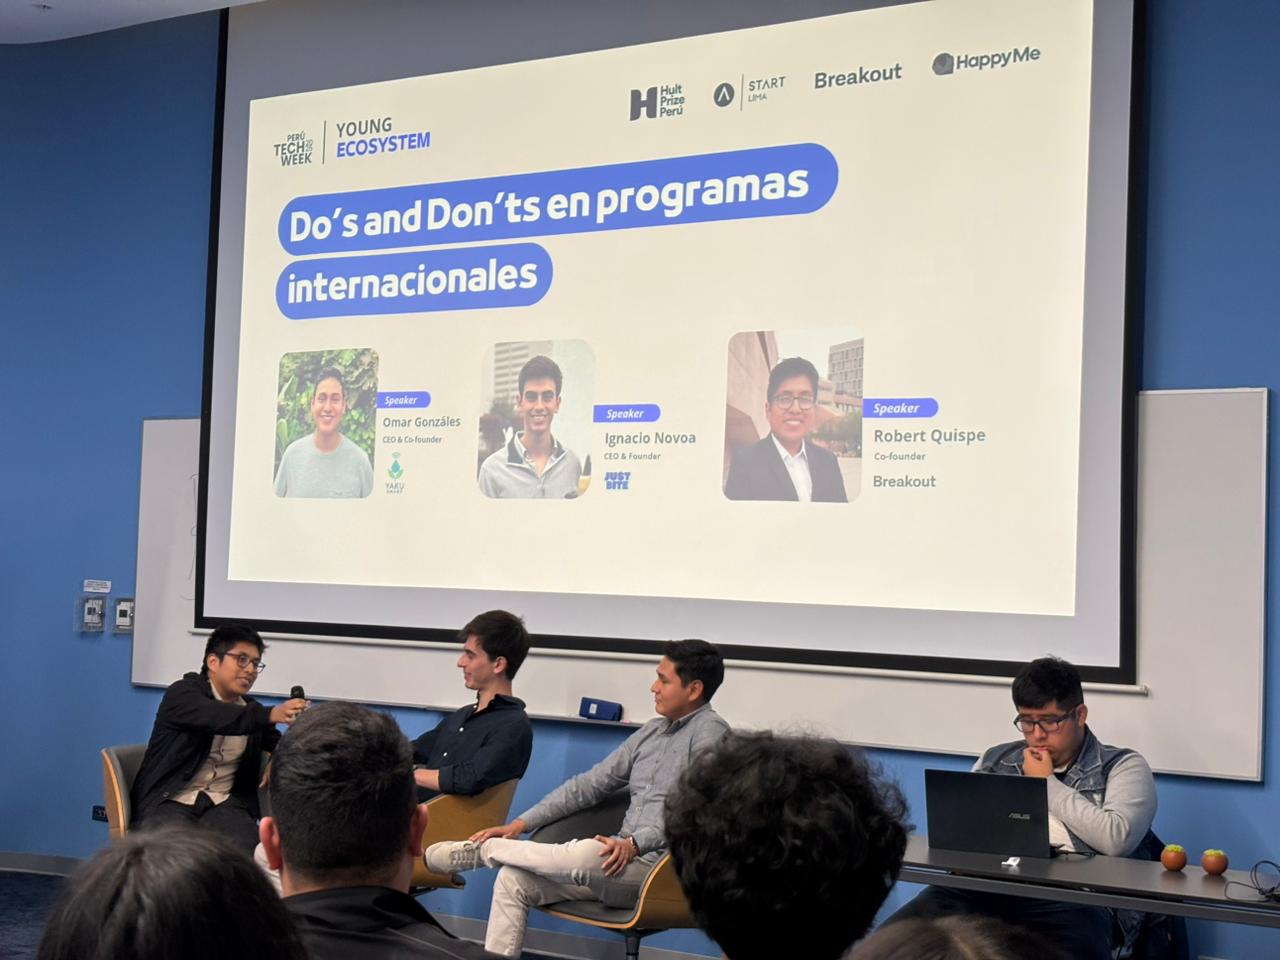 PERÚ
TECH
WEEK
YOUNG
ECOSYSTEM
Hult
Prize
Perú
START
LIMA
Breakout
HappyMe
Do's and Don'ts en programas
internacionales
Speaker
Omar Gonzáles
CEO & Co-founder
YAKU
SMART
Speaker
Ignacio Novoa
CEO & Founder
JUST
BITE
Speaker
Robert Quispe
Co-founder
Breakout
ASUS